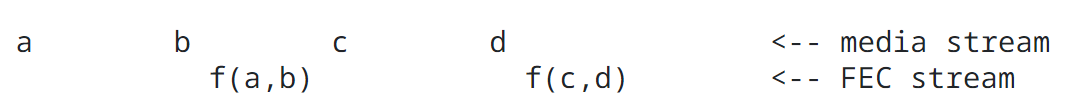 a b c d <-- media stream
f(a,b) f(c,d) <-- FEC stream